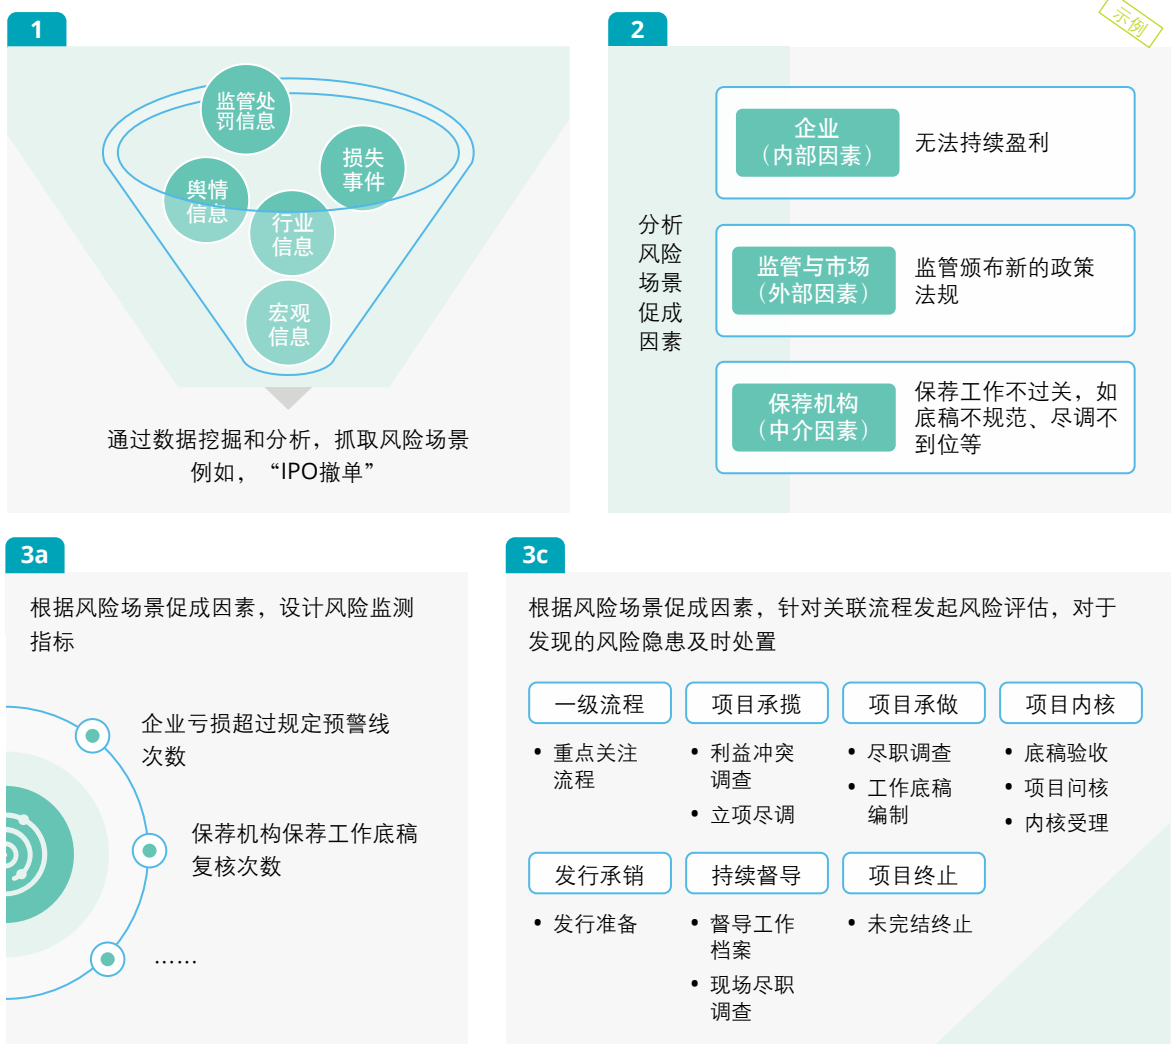 1
监管处
罚信息
损失
事件
舆情
信息
行业
信息
宏观
信息
通过数据挖掘和分析，抓取风险场景
例如，“IPO撤单”
2
示例
分析
风险
场景
促成
因素
企业
（内部因素）
无法持续盈利
监管与市场
（外部因素）
监管颁布新的政策
法规
保荐机构
（中介因素）
保荐工作不过关，如
底稿不规范、尽调不
到位等
3a
根据风险场景促成因素，设计风险监测
指标
企业亏损超过规定预警线
次数
保荐机构保荐工作底稿
复核次数
……
3c
根据风险场景促成因素，针对关联流程发起风险评估，对于
发现的风险隐患及时处置
一级流程
• 重点关注
流程
项目承揽
• 利益冲突
调查
• 立项尽调
项目承做
• 尽职调查
• 工作底稿
编制
项目内核
• 底稿验收
• 项目问核
• 内核受理
发行承销
• 发行准备
持续督导
• 督导工作
档案
• 现场尽职
调查
项目终止
• 未完结终止